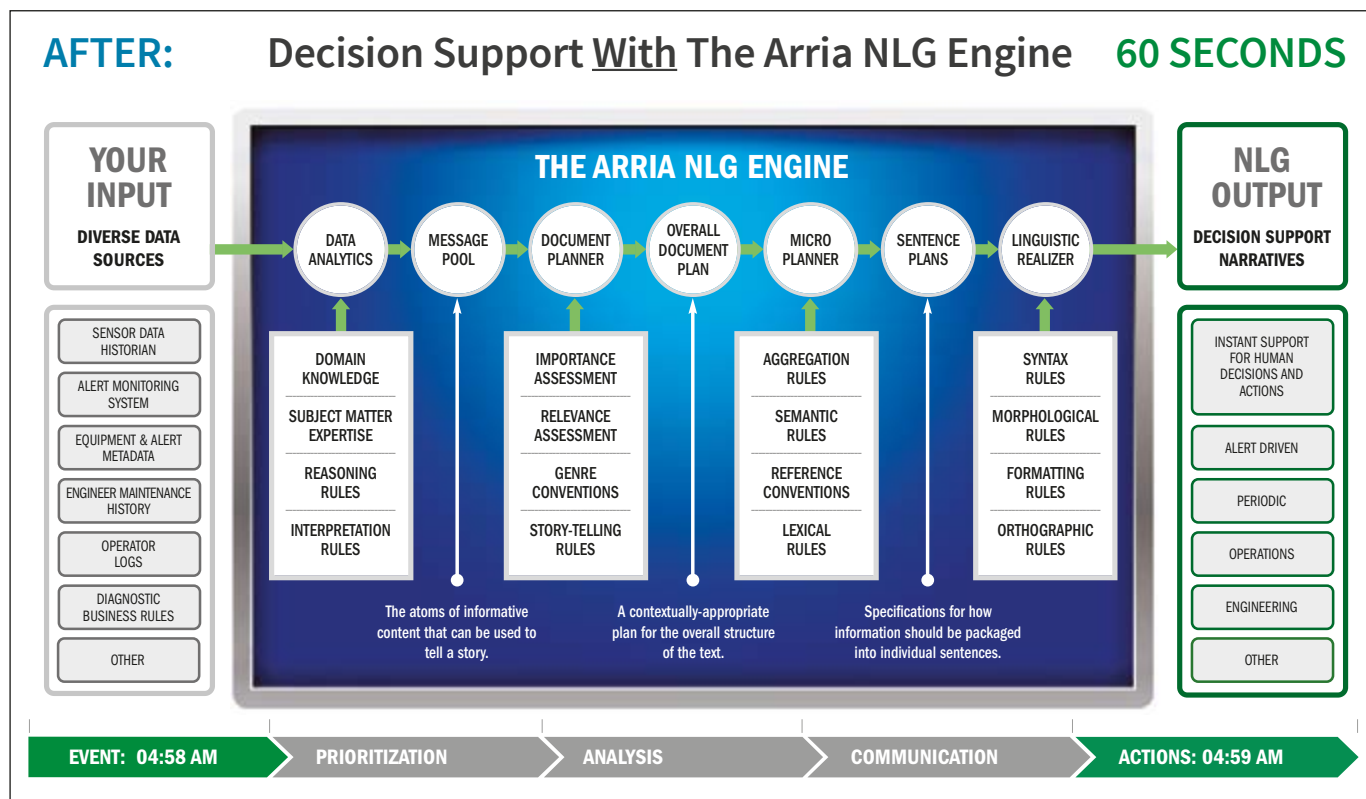 AFTER: Decision Support With The Arria NLG Engine 60 SECONDS
YOUR
INPUT
DIVERSE DATA
SOURCES
SENSOR DATA
HISTORIAN
ALERT MONITORING
SYSTEM
EQUIPMENT & ALERT
METADATA
ENGINEER MAINTENANCE
HISTORY
OPERATOR
LOGS
DIAGNOSTIC
BUSINESS RULES
OTHER
THE ARRIA NLG ENGINE
DATA
ANALYTICS
MESSAGE
POOL
DOCUMENT
PLANNER
OVERALL
DOCUMENT
PLAN
MICRO
PLANNER
SENTENCE
PLANS
LINGUISTIC
REALIZER
DOMAIN
KNOWLEDGE
SUBJECT MATTER
EXPERTISE
REASONING
RULES
INTERPRETATION
RULES
IMPORTANCE
ASSESSMENT
RELEVANCE
ASSESSMENT
GENRE
CONVENTIONS
STORY-TELLING
RULES
AGGREGATION
RULES
SEMANTIC
RULES
REFERENCE
CONVENTIONS
LEXICAL
RULES
SYNTAX
RULES
MORPHOLOGICAL
RULES
FORMATTING
RULES
ORTHOGRAPHIC
RULES
The atoms of informative
content that can be used to
tell a story.
A contextually-appropriate
plan for the overall structure
of the text.
Specifications for how
information should be packaged
into individual sentences.
NLG
OUTPUT
DECISION SUPPORT
NARRATIVES
INSTANT SUPPORT
FOR HUMAN
DECISIONS AND
ACTIONS
ALERT DRIVEN
PERIODIC
OPERATIONS
ENGINEERING
OTHER
EVENT: 04:58 AM
PRIORITIZATION
ANALYSIS
COMMUNICATION
ACTIONS: 04:59 AM